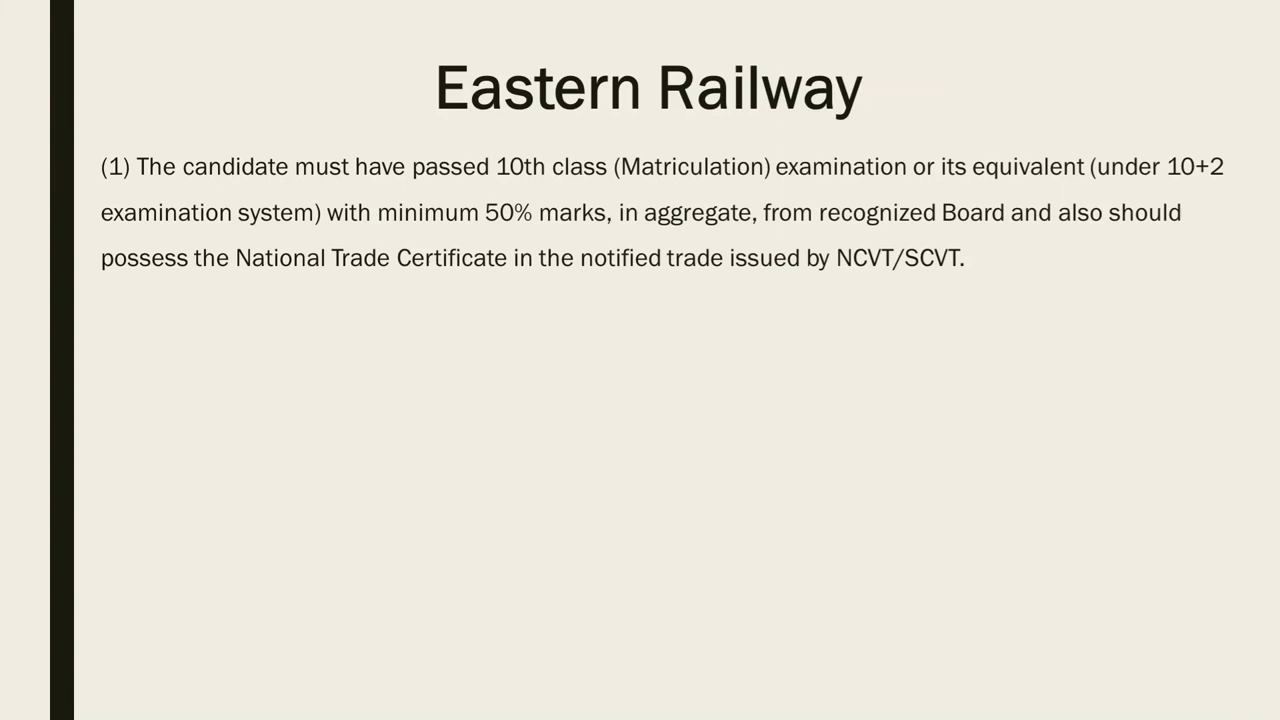 Eastern Railway
(1) The candidate must have passed 10th class (Matriculation) examination or its equivalent (under 10+2
examination system) with minimum 50% marks, in aggregate, from recognized Board and also should
possess the National Trade Certificate in the notified trade issued by NCVT/SCVT.